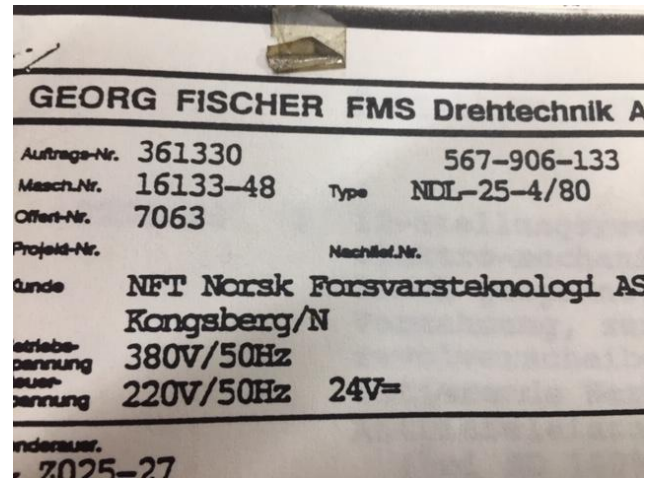 GEORG FISCHER FMS Drehtechnik A
Auftrags-Nr. 361330 567-906-133
Masch.Nr. 16133-48 Type NDL-25-4/80
Offert-Nr. 7063
Projekt-Nr. Nachlief.Nr.
Kunde NFT Norsk Forsvarsteknologi AS
Kongsberg/N
380V/50Hz
220V/50Hz 24V=
Z025-27